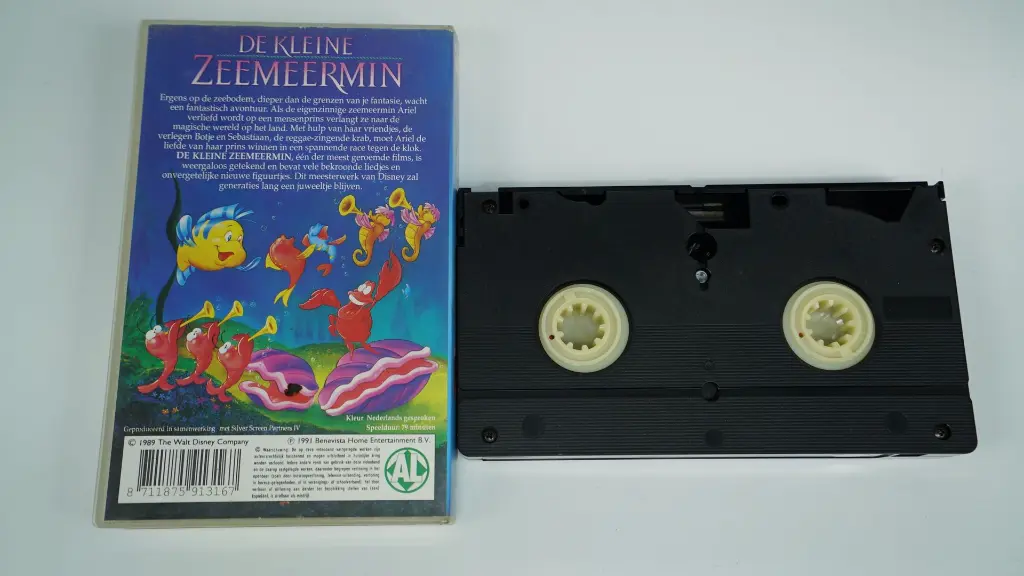 DE KLEINE
ZEEMEERMIN
Ergens op de zeebodem, dieper dan de grenzen van je fantasie, wacht
een fantastisch avontuur. Als de eigenzinnige zeemeermin Ariel
verliefd wordt op een mensenprins verlangt ze naar de
magische wereld op het land. Met hulp van haar vriendjes, de
verlegen Botje en Sebastiaan, de reggae-zingende krab, moet Ariel de
liefde van haar prins winnen in een spannende race tegen de klok.
DE KLEINE ZEEMEERMIN, één der meest geroemde films, is
weergaloos getekend en bevat vele bekroonde liedjes en
onvergetelijke nieuwe figuurtjes. Dit meesterwerk van Disney zal
generaties lang een juweeltje blijven.
Kleur Nederlands gesproken
Speelduur: 79 minuten
Geproduceerd in samenwerking met Silver Screen Partners IV
© 1989 The Walt Disney Company
℗ 1991 Benavista Home Entertainment B.V.
AL
8 711875 913167